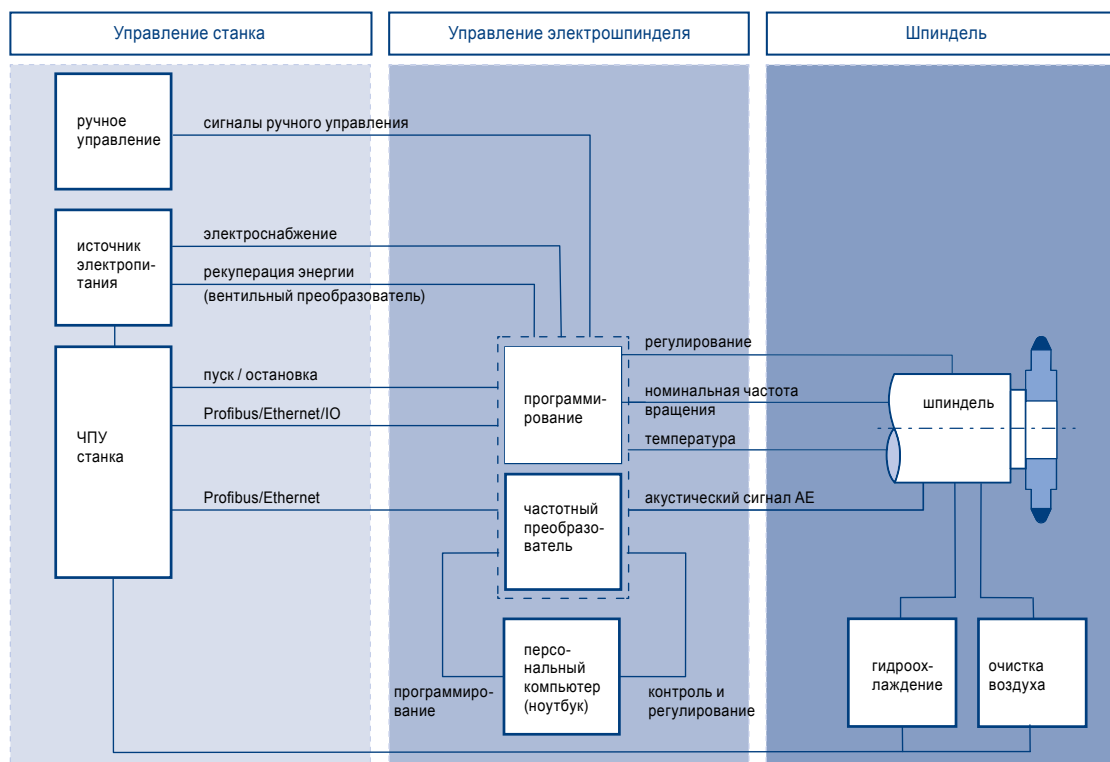 Управление станка
Управление электрошпинделя
Шпиндель
ручное
управление
сигналы ручного управления
источник
электропи-
тания
электроснабжение
рекуперация энергии
(вентильный преобразователь)
ЧПУ
станка
пуск / остановка
Profibus/Ethernet/IO
Profibus/Ethernet
программи-
рование
частотный
преобразо-
ватель
персо-
нальный
компьютер
(ноутбук)
программиро-
вание
контроль и
регулирование
регулирование
номинальная частота
вращения
температура
акустический сигнал AE
шпиндель
гидроох-
лаждение
очистка
воздуха